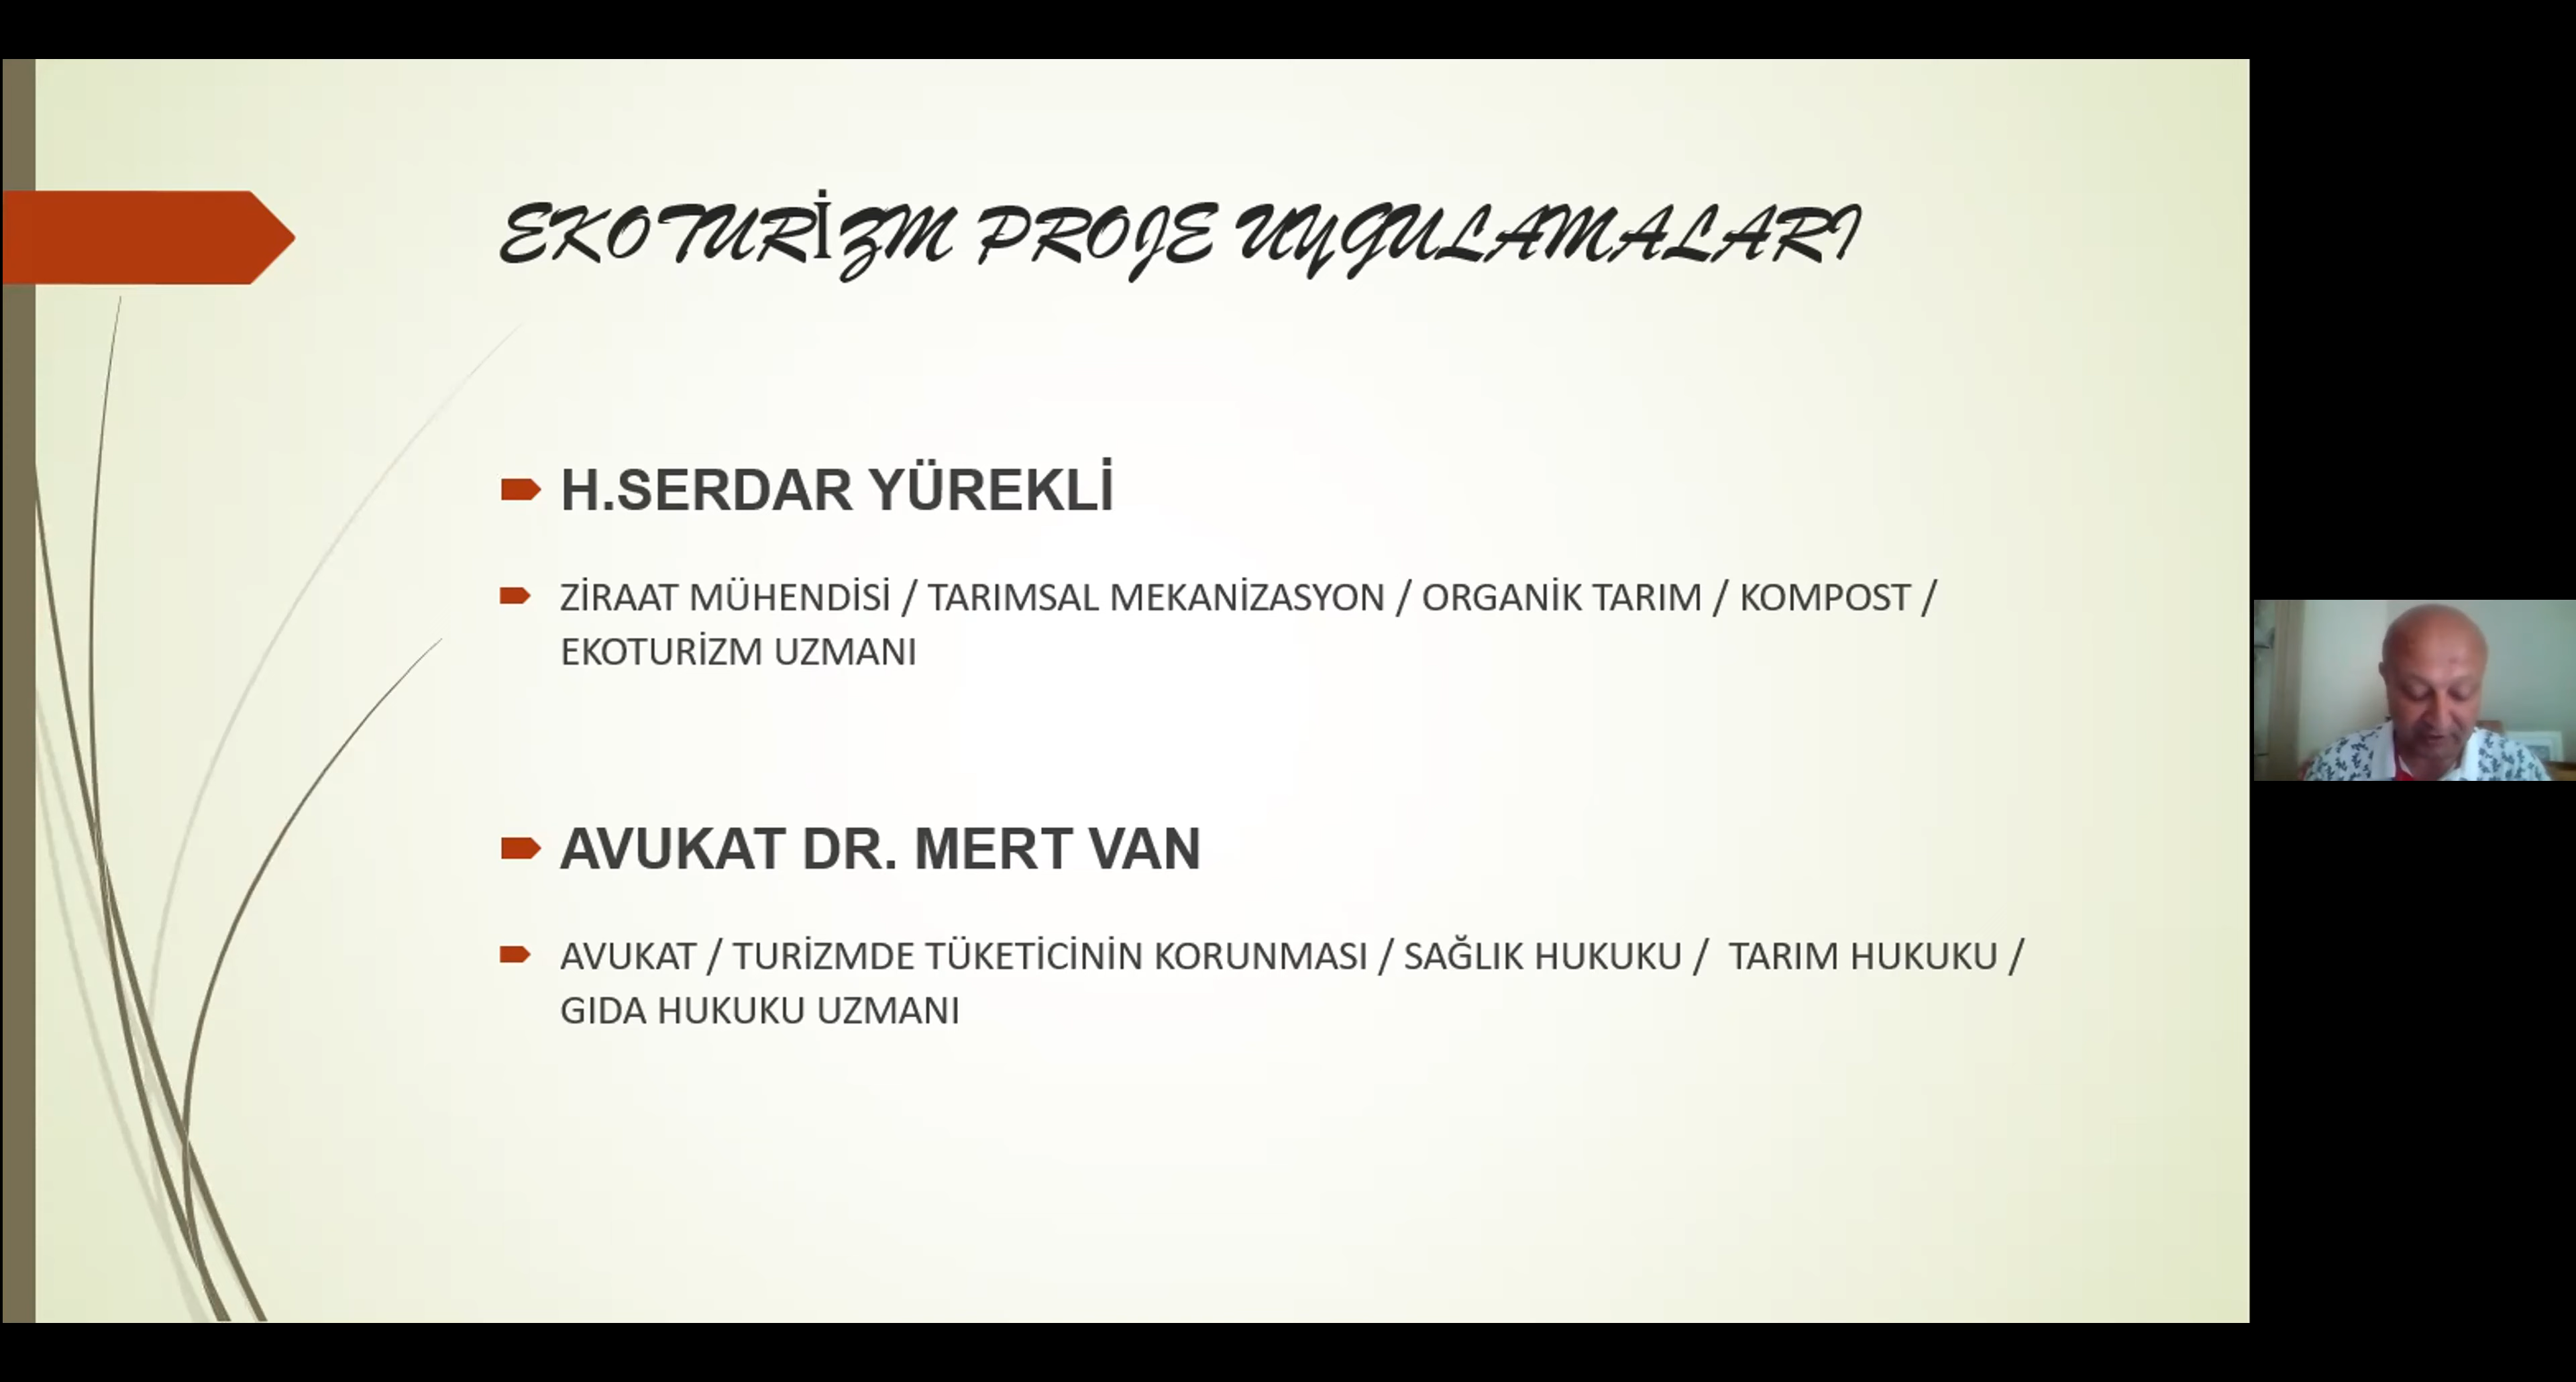 EKOTURİZM PROJE UYGULAMALARI
H.SERDAR YÜREKLİ
ZİRAAT MÜHENDİSİ / TARIMSAL MEKANİZASYON / ORGANİK TARIM / KOMPOST /
EKOTURİZM UZMANI
AVUKAT DR. MERT VAN
AVUKAT / TURİZMDE TÜKETİCİNİN KORUNMASI / SAĞLIK HUKUKU / TARIM HUKUKU /
GIDA HUKUKU UZMANI